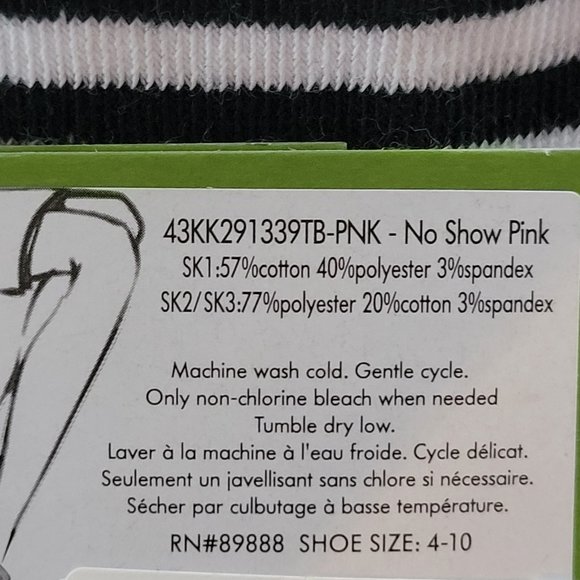 43KK291339TB-PNK - No Show Pink
SK1:57%cotton 40%polyester 3%spandex
SK2/SK3:77%polyester 20%cotton 3%spandex
Machine wash cold. Gentle cycle.
Only non-chlorine bleach when needed
Tumble dry low.
Laver à la machine à l'eau froide. Cycle délicat.
Seulement un javellisant sans chlore si nécessaire.
Sécher par culbutage à basse température.
RN#89888 SHOE SIZE: 4-10